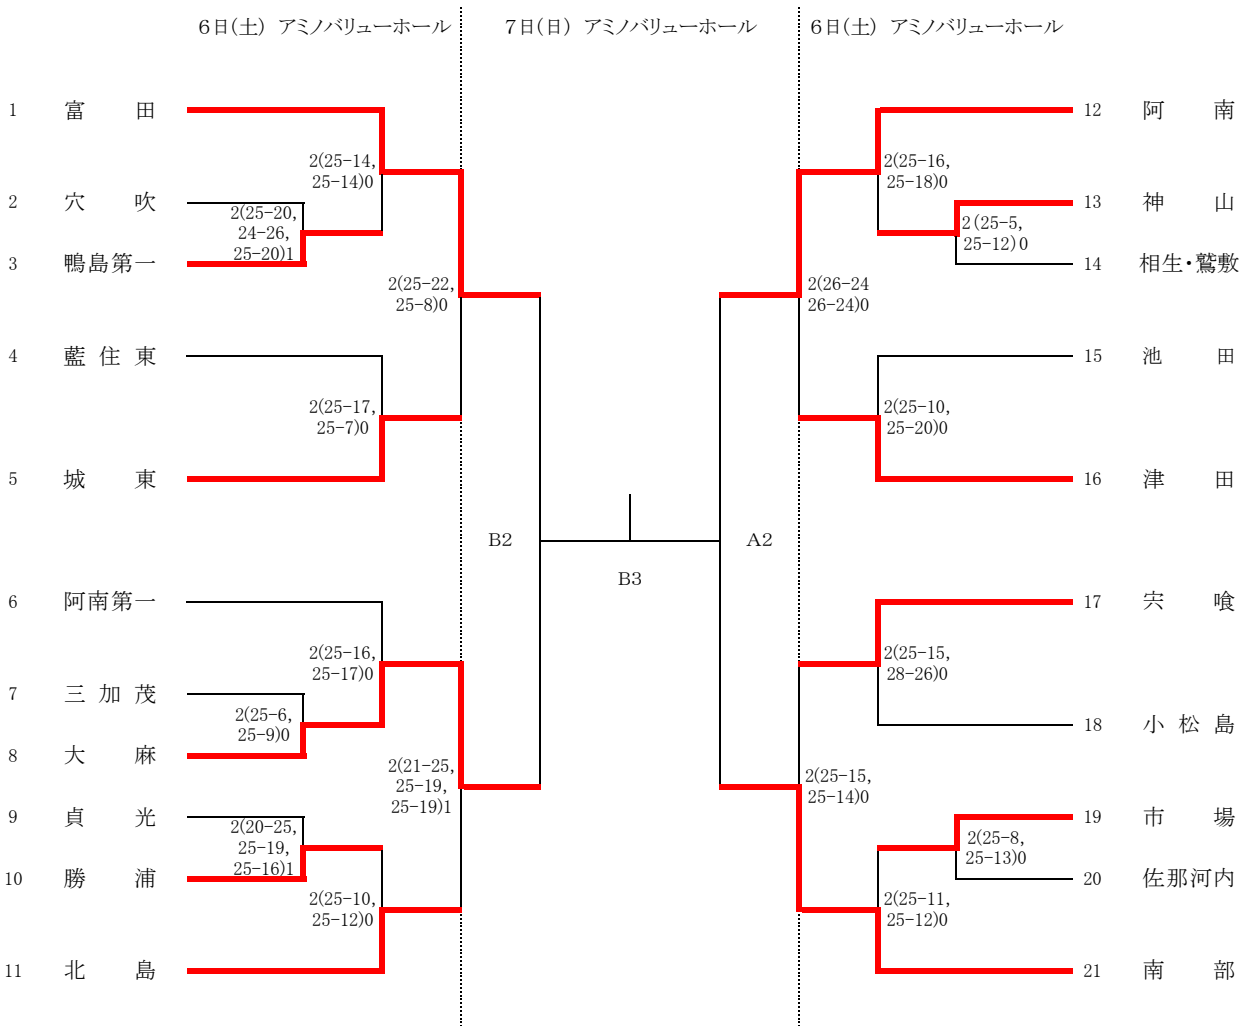 6日(土) アミノバリューホール
7日(日) アミノバリューホール
6日(土) アミノバリューホール
1 富田
2 穴吹
3 鴨島第一
4 藍住東
5 城東
6 阿南第一
7 三加茂
8 大麻
9 貞光
10 勝浦
11 北島
2(25-14,
25-14)0
2(25-20,
24-26,
25-20)1
2(25-17,
25-7)0
2(25-16,
25-17)0
2(25-6,
25-9)0
2(20-25,
25-19,
25-16)1
2(25-10,
25-12)0
2(25-22,
25-8)0
2(21-25,
25-19,
25-19)1
B2
B3
A2
2(26-24
26-24)0
2(25-15,
25-14)0
2(25-16,
25-18)0
2(25-5,
25-12)0
2(25-10,
25-20)0
2(25-15,
28-26)0
2(25-8,
25-13)0
2(25-11,
25-12)0
12 阿南
13 神山
14 相生・鷲敷
15 池田
16 津田
17 宍喰
18 小松島
19 市場
20 佐那河内
21 南部